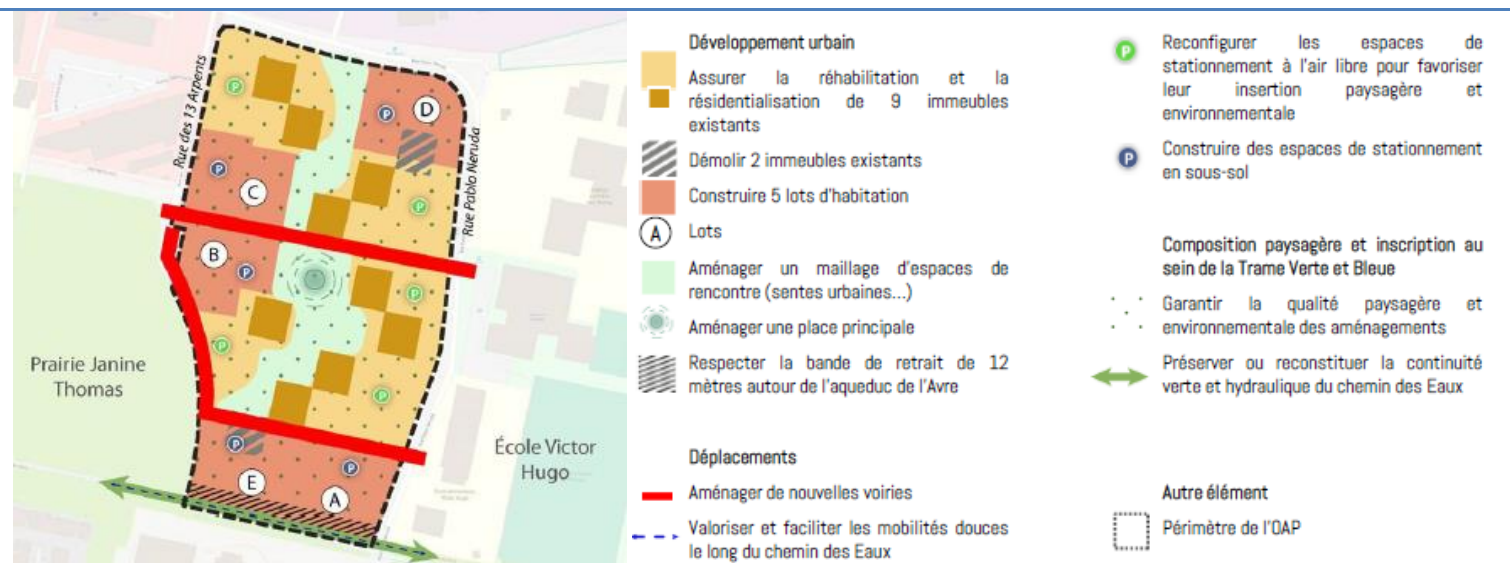 Rue des 13 Arpents
P
P
D
P
C
Rue Pablo Neruda
P
B
P
P
P
Prairie Janine
Thomas
P
P
École Victor
Hugo
P
E
A
Développement urbain
Assurer la réhabilitation et la
résidentialisation de 9 immeubles
existants
Démolir 2 immeubles existants
Construire 5 lots d'habitation
A Lots
Aménager un maillage d'espaces de
rencontre (sentes urbaines...)
Aménager une place principale
Respecter la bande de retrait de 12
mètres autour de l'aqueduc de l'Avre
Déplacements
Aménager de nouvelles voiries
Valoriser et faciliter les mobilités douces
le long du chemin des Eaux
P Reconfigurer les espaces de
stationnement à l'air libre pour favoriser
leur insertion paysagère et
environnementale
P Construire des espaces de stationnement
en sous-sol
Composition paysagère et inscription au
sein de la Trame Verte et Bleue
Garantir la qualité paysagère et
environnementale des aménagements
Préserver ou reconstituer la continuité
verte et hydraulique du chemin des Eaux
Autre élément
Périmètre de l'OAP